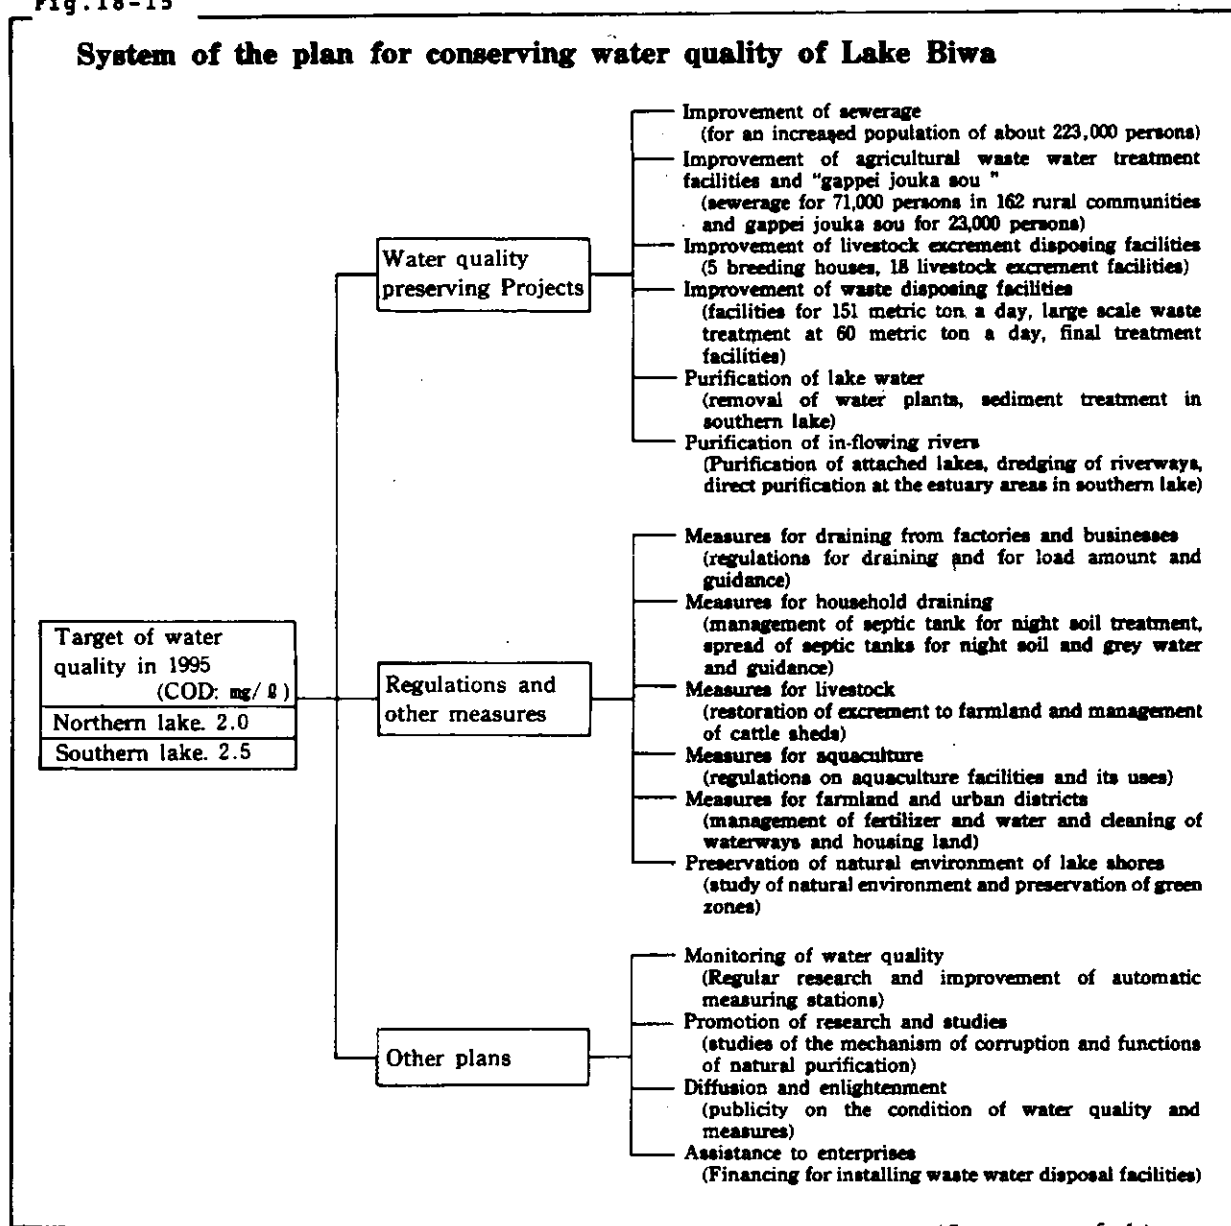 Fig.18-15
System of the plan for conserving water quality of Lake Biwa
Target of water
quality in 1995
(COD: mg/ℓ)
Northern lake. 2.0
Southern lake. 2.5
Water quality
preserving Projects
Improvement of sewerage
(for an increased population of about 223,000 persons)
Improvement of agricultural waste water treatment
facilities and "gappei jouka sou "
(sewerage for 71,000 persons in 162 rural communities
and gappei jouka sou for 23,000 persons)
Improvement of livestock excrement disposing facilities
(5 breeding houses, 18 livestock excrement facilities)
Improvement of waste disposing facilities
(facilities for 151 metric ton a day, large scale waste
treatment at 60 metric ton a day, final treatment
facilities)
Purification of lake water
(removal of water plants, sediment treatment in
southern lake)
Purification of in-flowing rivers
(Purification of attached lakes, dredging of riverways,
direct purification at the estuary areas in southern lake)
Regulations and
other measures
Measures for draining from factories and businesses
(regulations for draining and for load amount and
guidance)
Measures for household draining
(management of septic tank for night soil treatment,
spread of septic tanks for night soil and grey water
and guidance)
Measures for livestock
(restoration of excrement to farmland and management
of cattle sheds)
Measures for aquaculture
(regulations on aquaculture facilities and its uses)
Measures for farmland and urban districts
(management of fertilizer and water and cleaning of
waterways and housing land)
Preservation of natural environment of lake shores
(study of natural environment and preservation of green
zones)
Other plans
Monitoring of water quality
(Regular research and improvement of automatic
measuring stations)
Promotion of research and studies
(studies of the mechanism of corruption and functions
of natural purification)
Diffusion and enlightenment
(publicity on the condition of water quality and
measures)
Assistance to enterprises
(Financing for installing waste water disposal facilities)